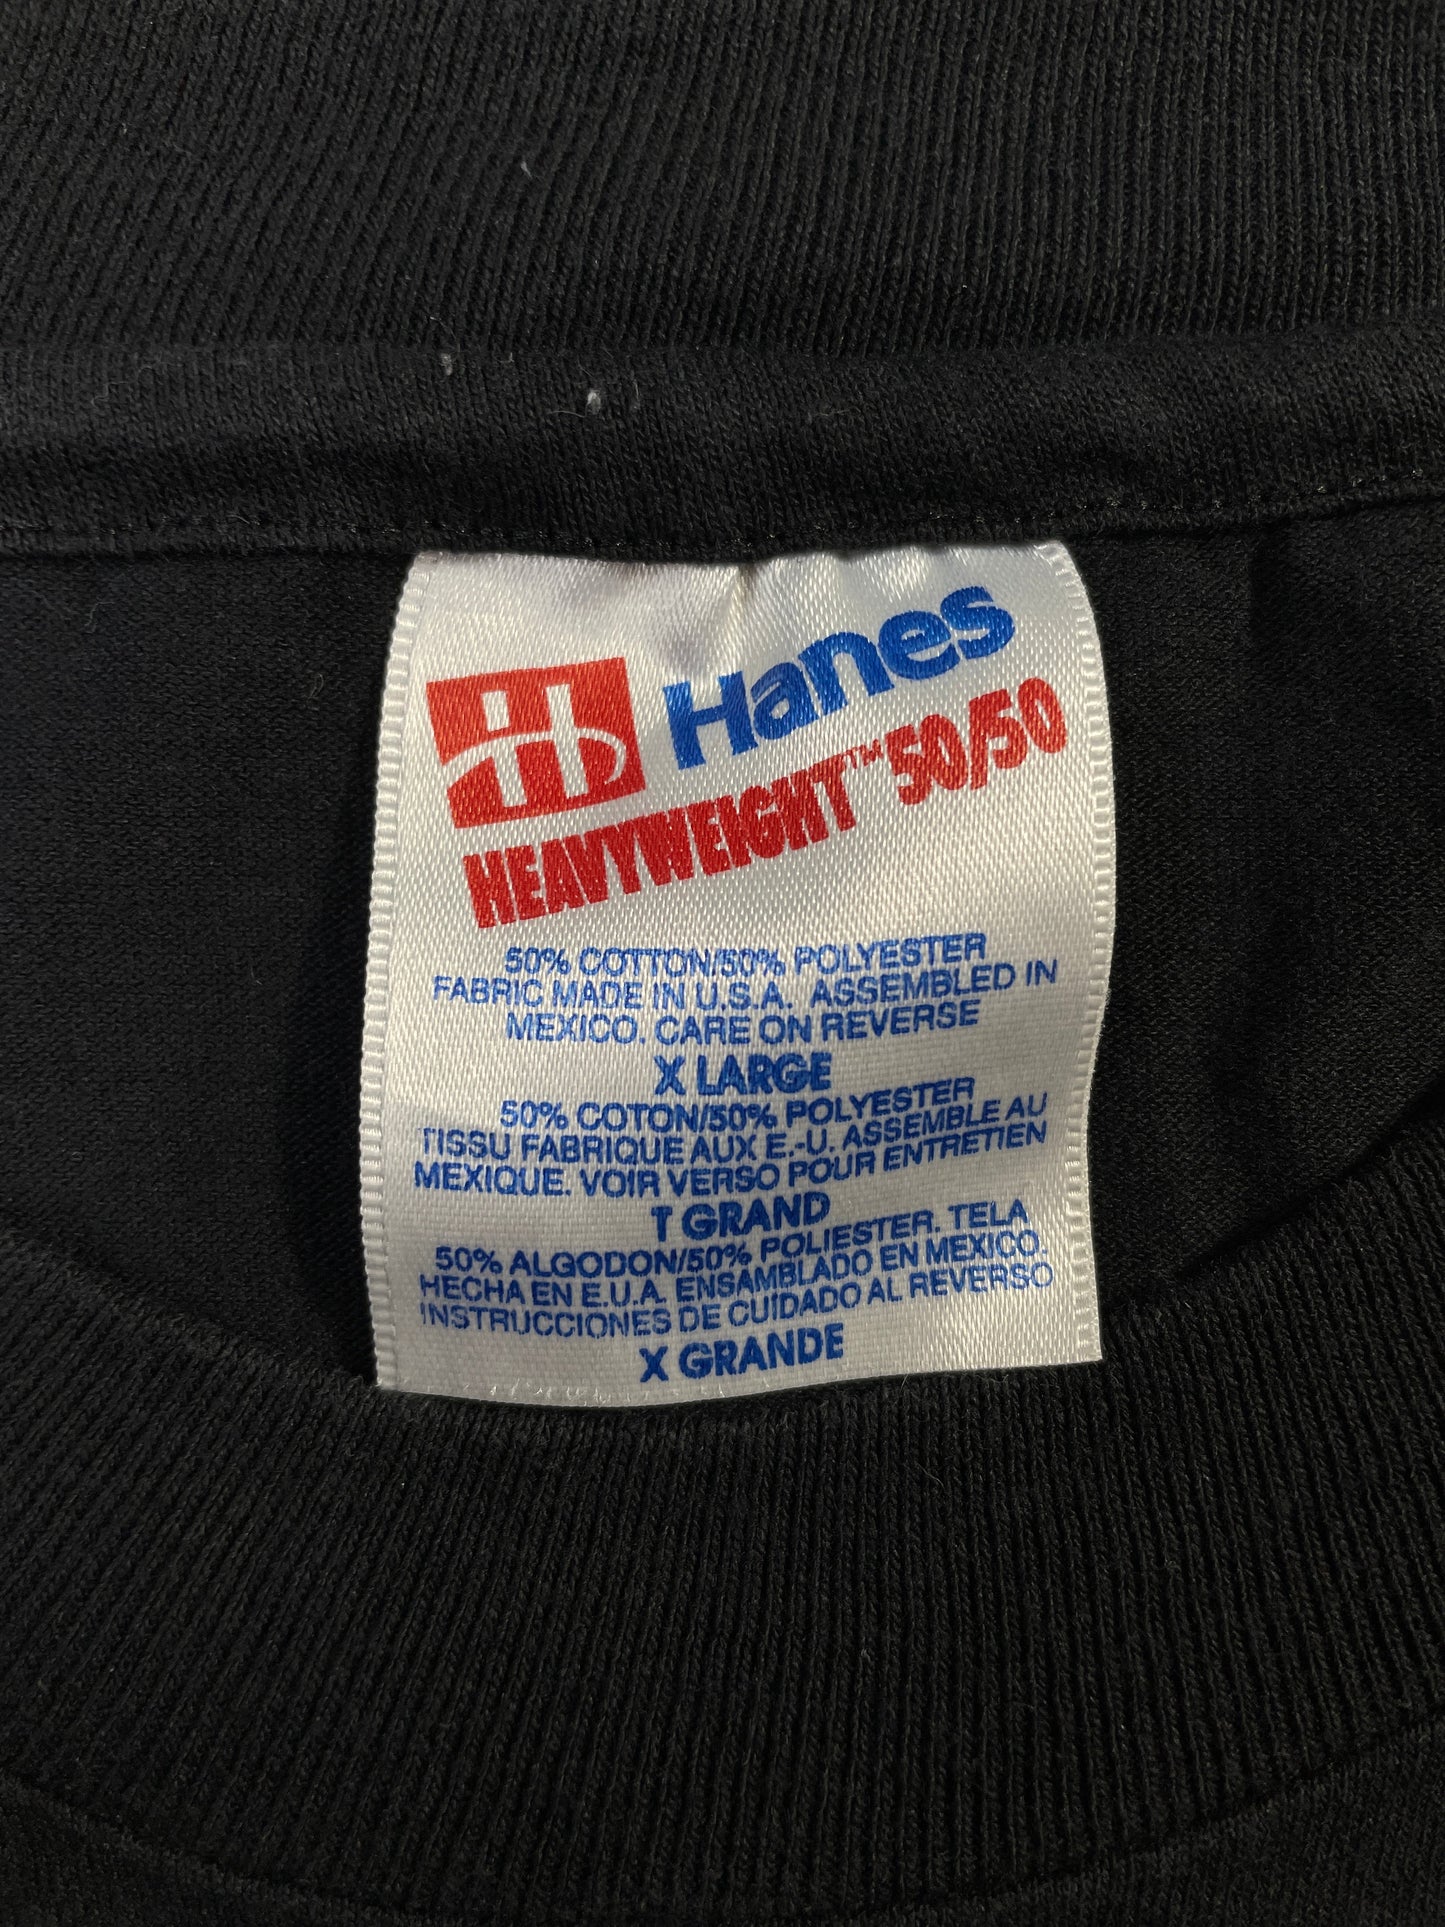 H Hanes
HEAVYWEIGHT™ 50/50
50% COTTON/50% POLYESTER
FABRIC MADE IN U.S.A. ASSEMBLED IN
MEXICO. CARE ON REVERSE
X LARGE
50% COTON/50% POLYESTER
TISSU FABRIQUE AUX E.-U. ASSEMBLE AU
MEXIQUE. VOIR VERSO POUR ENTRETIEN
T GRAND
50% ALGODON/50% POLIESTER. TELA
HECHA EN E.U.A. ENSAMBLADO EN MEXICO.
INSTRUCCIONES DE CUIDADO AL REVERSO
X GRANDE